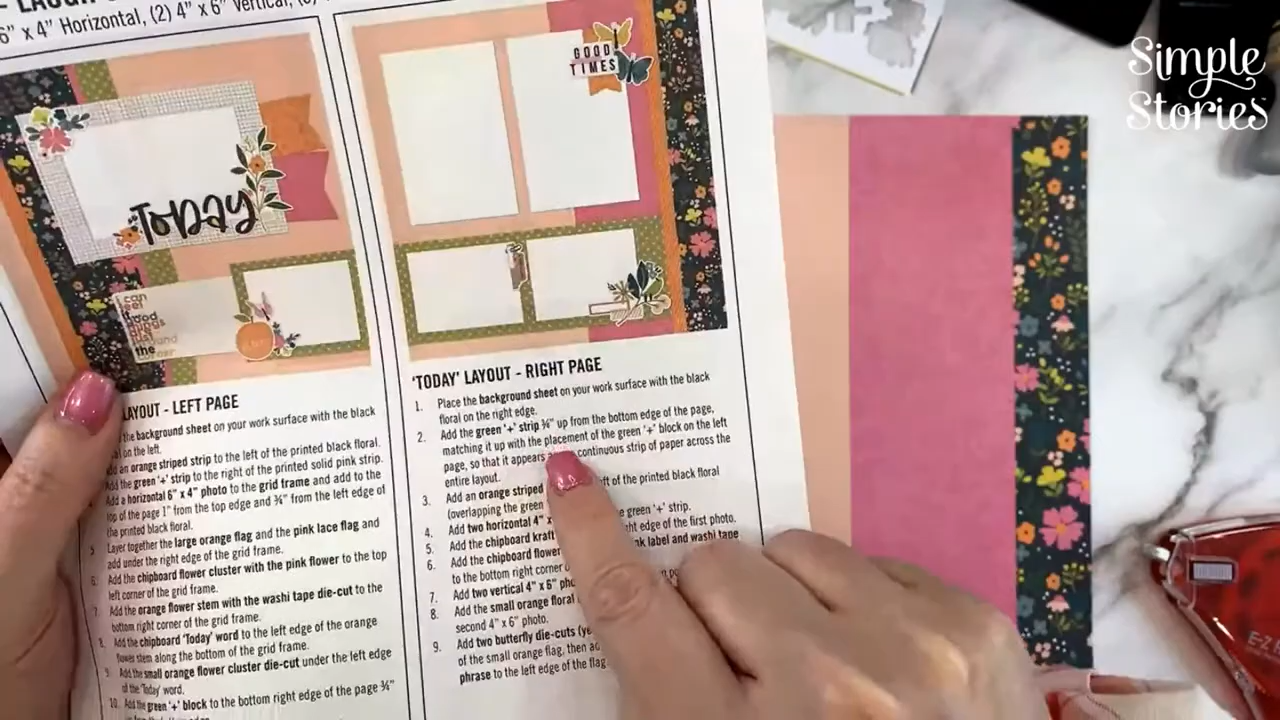 - LAUGH
6" x 4" Horizontal, (2) 4" x 6" Vertical,
Simple
Stories
GOOD
TIMES
Today
i can
feel
good
things
are
just
around
the
corner
LAYOUT - LEFT PAGE
the background sheet on your work surface with the black
on the left.
an orange striped strip to the left of the printed black floral.
Add the green '+' strip to the right of the printed solid pink strip.
Add a horizontal 6" x 4" photo to the grid frame and add to the
top of the page 1" from the top edge and ¾" from the left edge of
the printed black floral.
Layer together the large orange flag and the pink lace flag and
add under the right edge of the grid frame.
Add the chipboard flower cluster with the pink flower to the top
left corner of the grid frame.
Add the orange flower stem with the washi tape die-cut to the
bottom right corner of the grid frame.
Add the chipboard 'Today' word to the left edge of the orange
flower stem along the bottom of the grid frame.
Add the small orange flower cluster die-cut under the left edge
of the 'Today' word.
10. Add the green '+' block to the bottom right edge of the page ¾"
'TODAY' LAYOUT - RIGHT PAGE
1. Place the background sheet on your work surface with the black
floral on the right edge.
2. Add the green '+' strip ¾" up from the bottom edge of the page,
matching it up with the placement of the green '+' block on the left
page, so that it appears continuous strip of paper across the
entire layout.
3. Add an orange striped left of the printed black floral
(overlapping the green
4. Add two horizontal 4" x green '+' strip.
5. Add the chipboard kraft right edge of the first photo.
6. Add the chipboard flower label and washi tape
to the bottom right corner
7. Add two vertical 4" x 6"
8. Add the small orange floral
second 4" x 6" photo.
9. Add two butterfly die-cuts
of the small orange flag, then
phrase to the left edge of the flag
E-Z